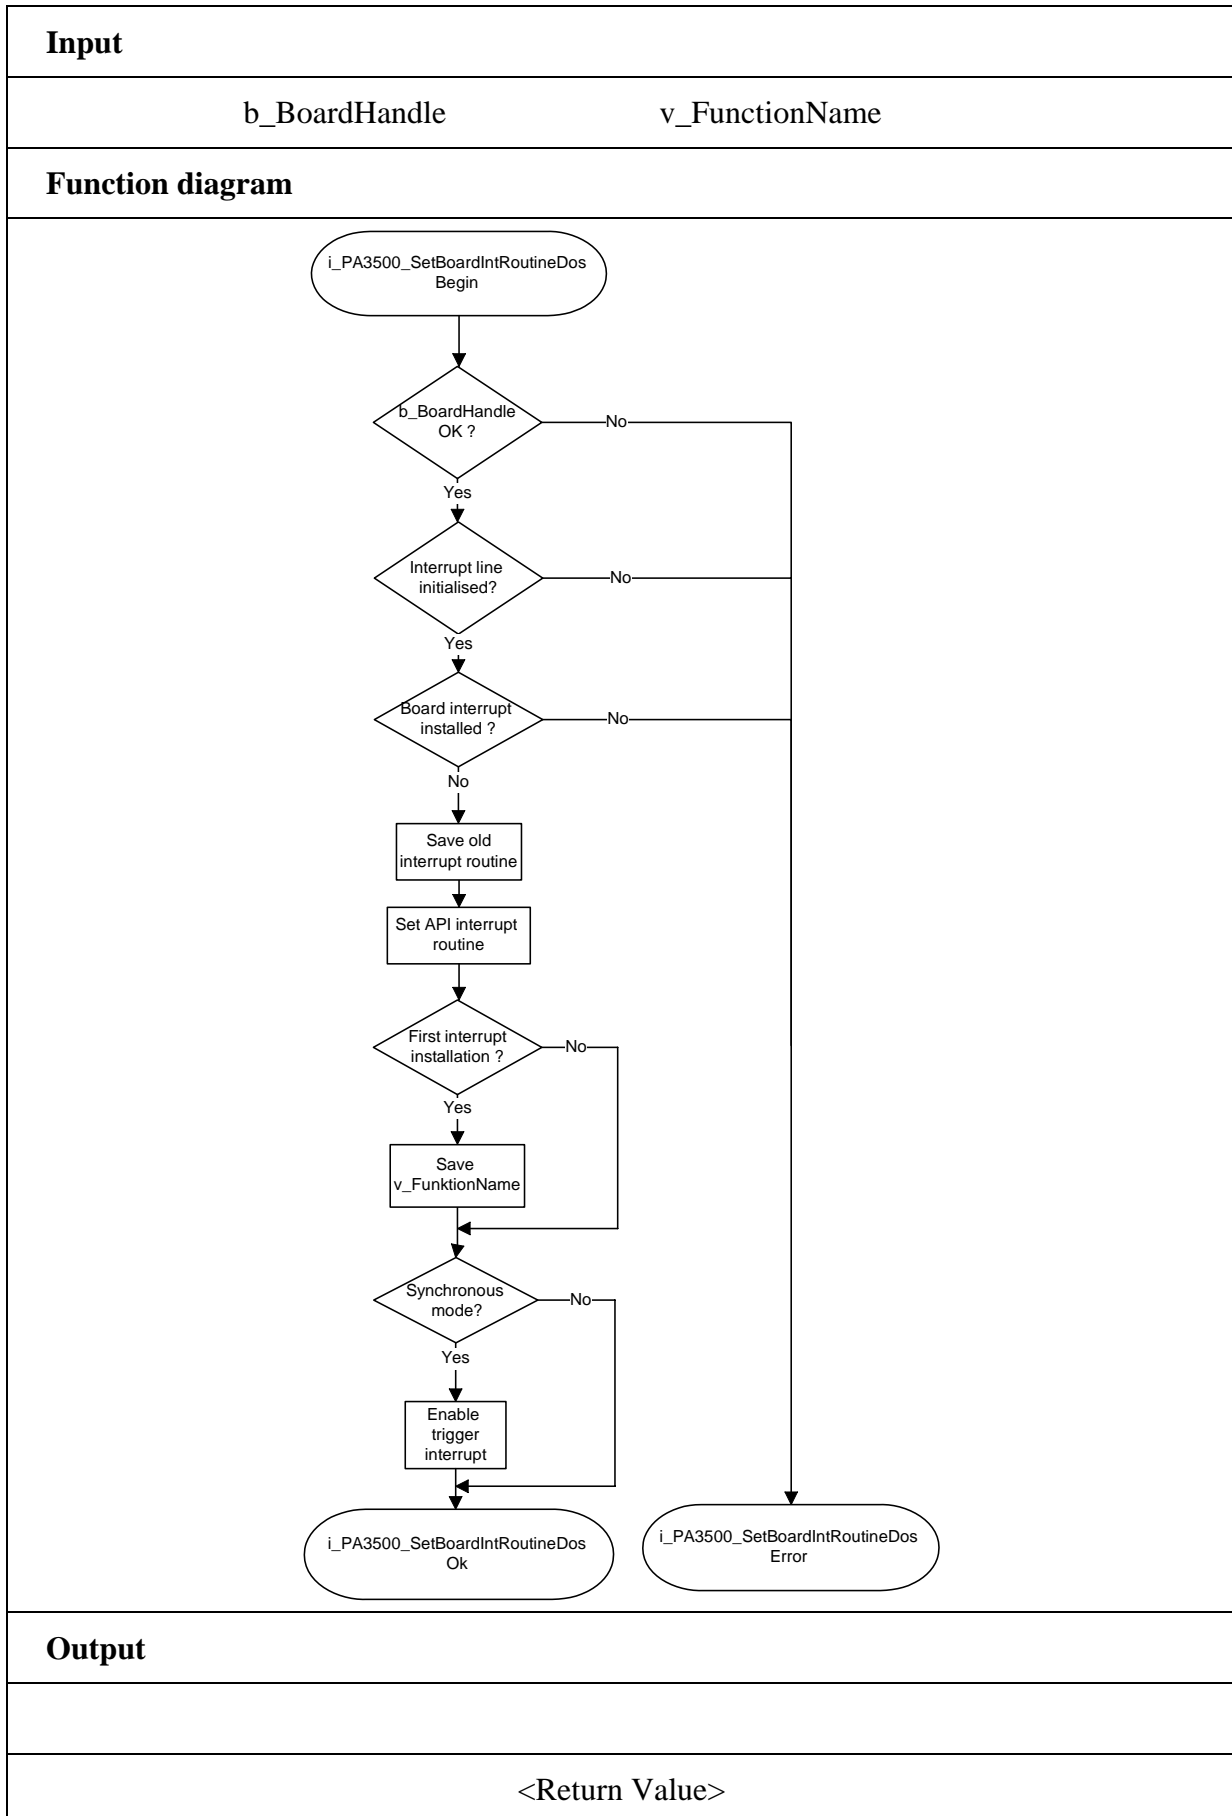 Input
b_BoardHandle v_FunctionName
Function diagram
i_PA3500_SetBoardIntRoutineDos
Begin
b_BoardHandle
OK ?
No
Yes
Interrupt line
initialised?
No
Yes
Board interrupt
installed ?
No
No
Save old
interrupt routine
Set API interrupt
routine
First interrupt
installation ?
No
Yes
Save
v_FunktionName
Synchronous
mode?
No
Yes
Enable
trigger
interrupt
i_PA3500_SetBoardIntRoutineDos
Ok
i_PA3500_SetBoardIntRoutineDos
Error
Output
<Return Value>